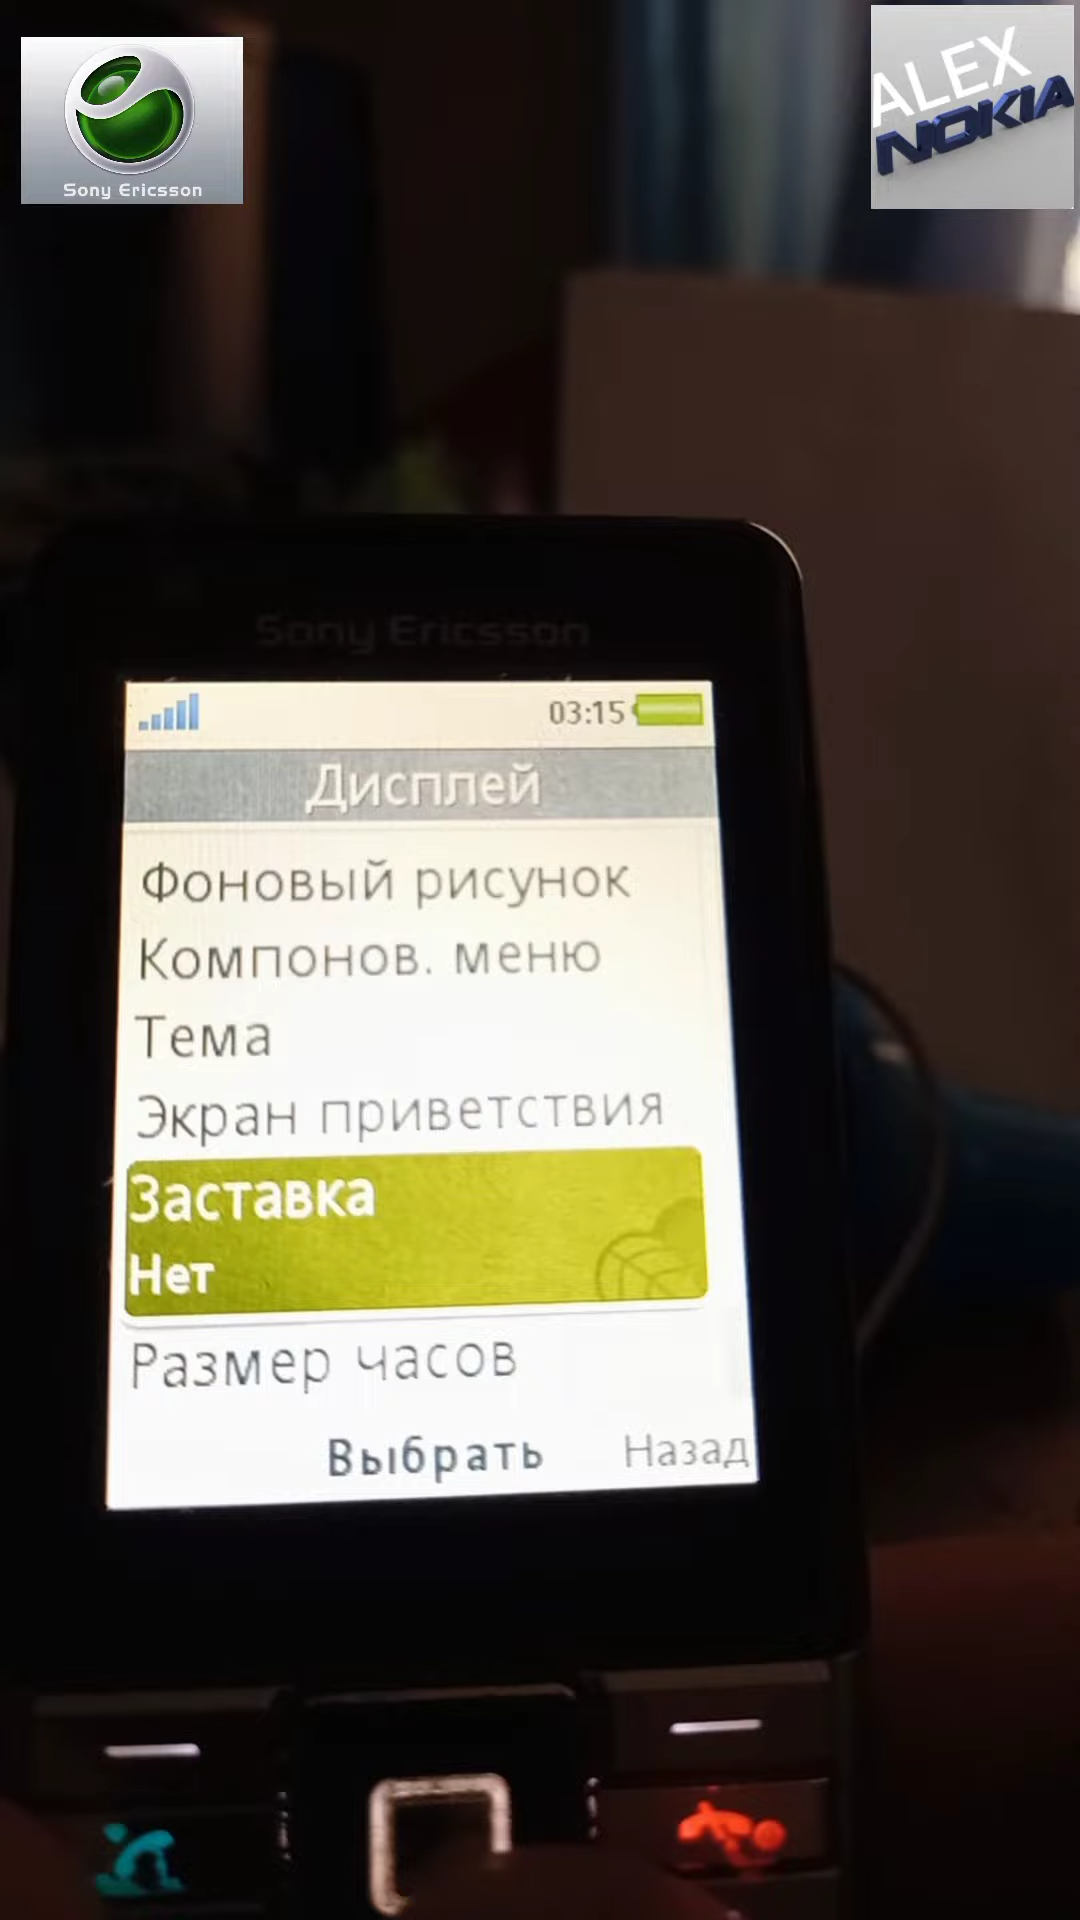 Sony Ericsson
ALEX
NOKIA
Sony Ericsson
03:15
Дисплей
Фоновый рисунок
Компонов. меню
Тема
Экран приветствия
Заставка
Нет
Размер часов
Выбрать Назад